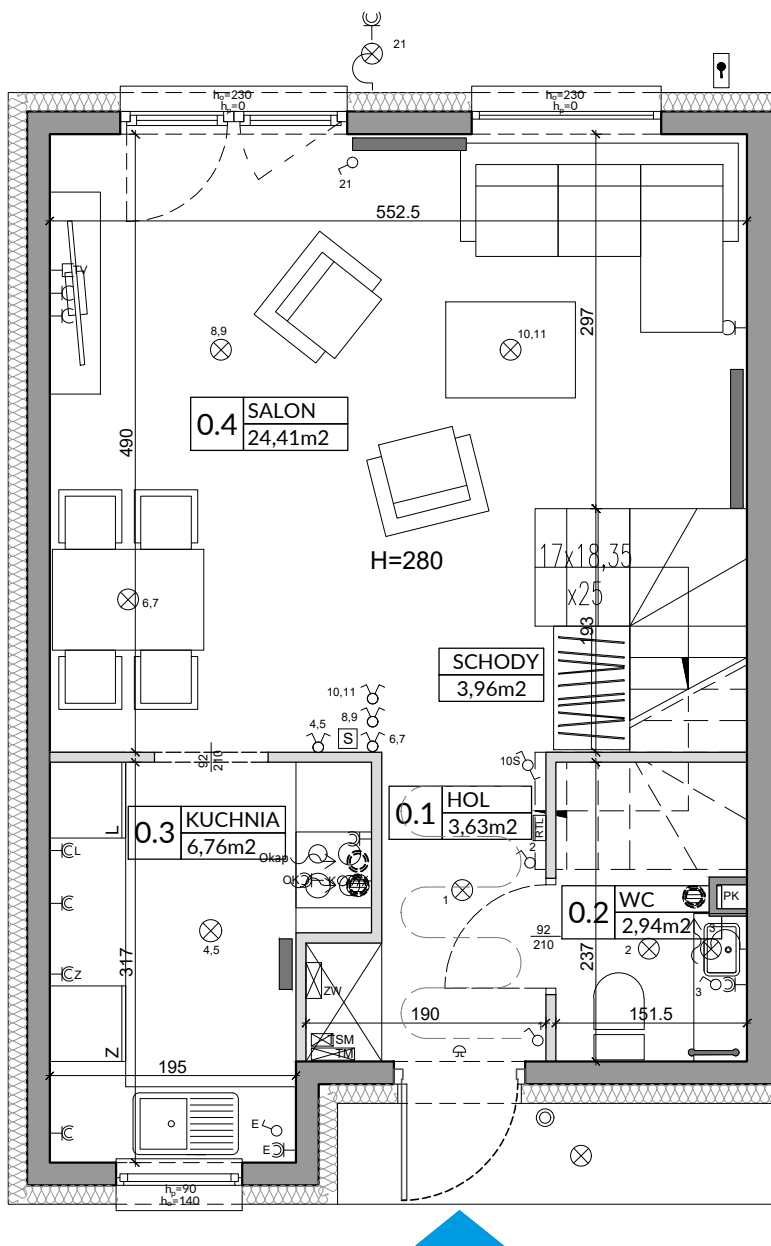 21
hₒ=230
hₚ=0
hₒ=230
hₚ=0
21
552.5
TV
297
8,9
10,11
0.4 SALON
24,41m2
490
H=280
17x18,35
x25
6,7
193
SCHODY
3,96m2
10,11
8,9
4,5
S
6,7
92
210
10S
0.3 KUCHNIA
6,76m2
L
0.1 HOL
3,63m2
RTL
Okap
L
2
OK
1
0.2 WC
2,94m2
PK
3
4,5
92
210
2
317
237
Z
ZW
3
190
151.5
SM
TM
1
Z
195
E
E
hₚ=90
hₒ=140